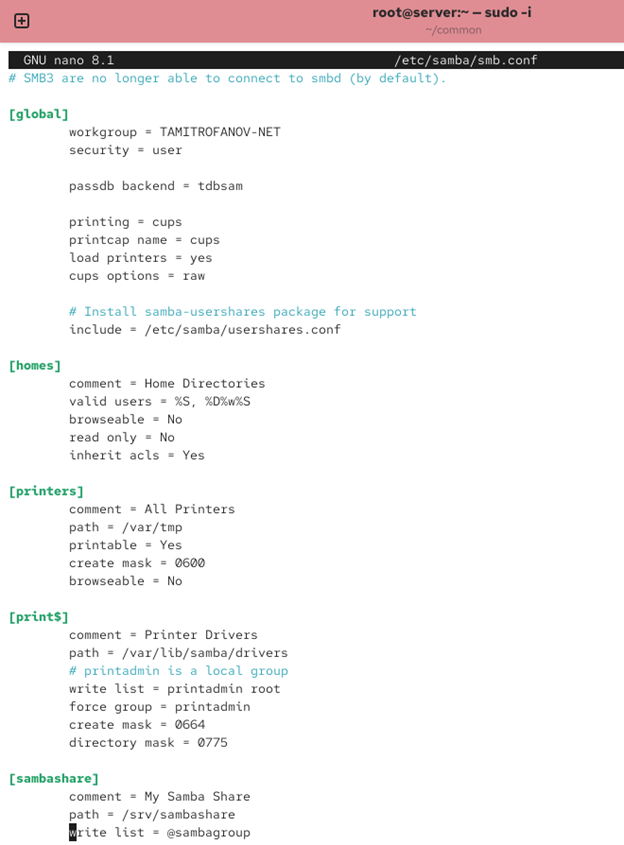 root@server:~ — sudo -i
~/common
GNU nano 8.1 /etc/samba/smb.conf
# SMB3 are no longer able to connect to smbd (by default).
[global]
workgroup = TAMITROFANOV-NET
security = user
passdb backend = tdbsam
printing = cups
printcap name = cups
load printers = yes
cups options = raw
# Install samba-usershares package for support
include = /etc/samba/usershares.conf
[homes]
comment = Home Directories
valid users = %S, %D%w%S
browseable = No
read only = No
inherit acls = Yes
[printers]
comment = All Printers
path = /var/tmp
printable = Yes
create mask = 0600
browseable = No
[print$]
comment = Printer Drivers
path = /var/lib/samba/drivers
# printadmin is a local group
write list = printadmin root
force group = printadmin
create mask = 0664
directory mask = 0775
[sambashare]
comment = My Samba Share
path = /srv/sambashare
write list = @sambagroup